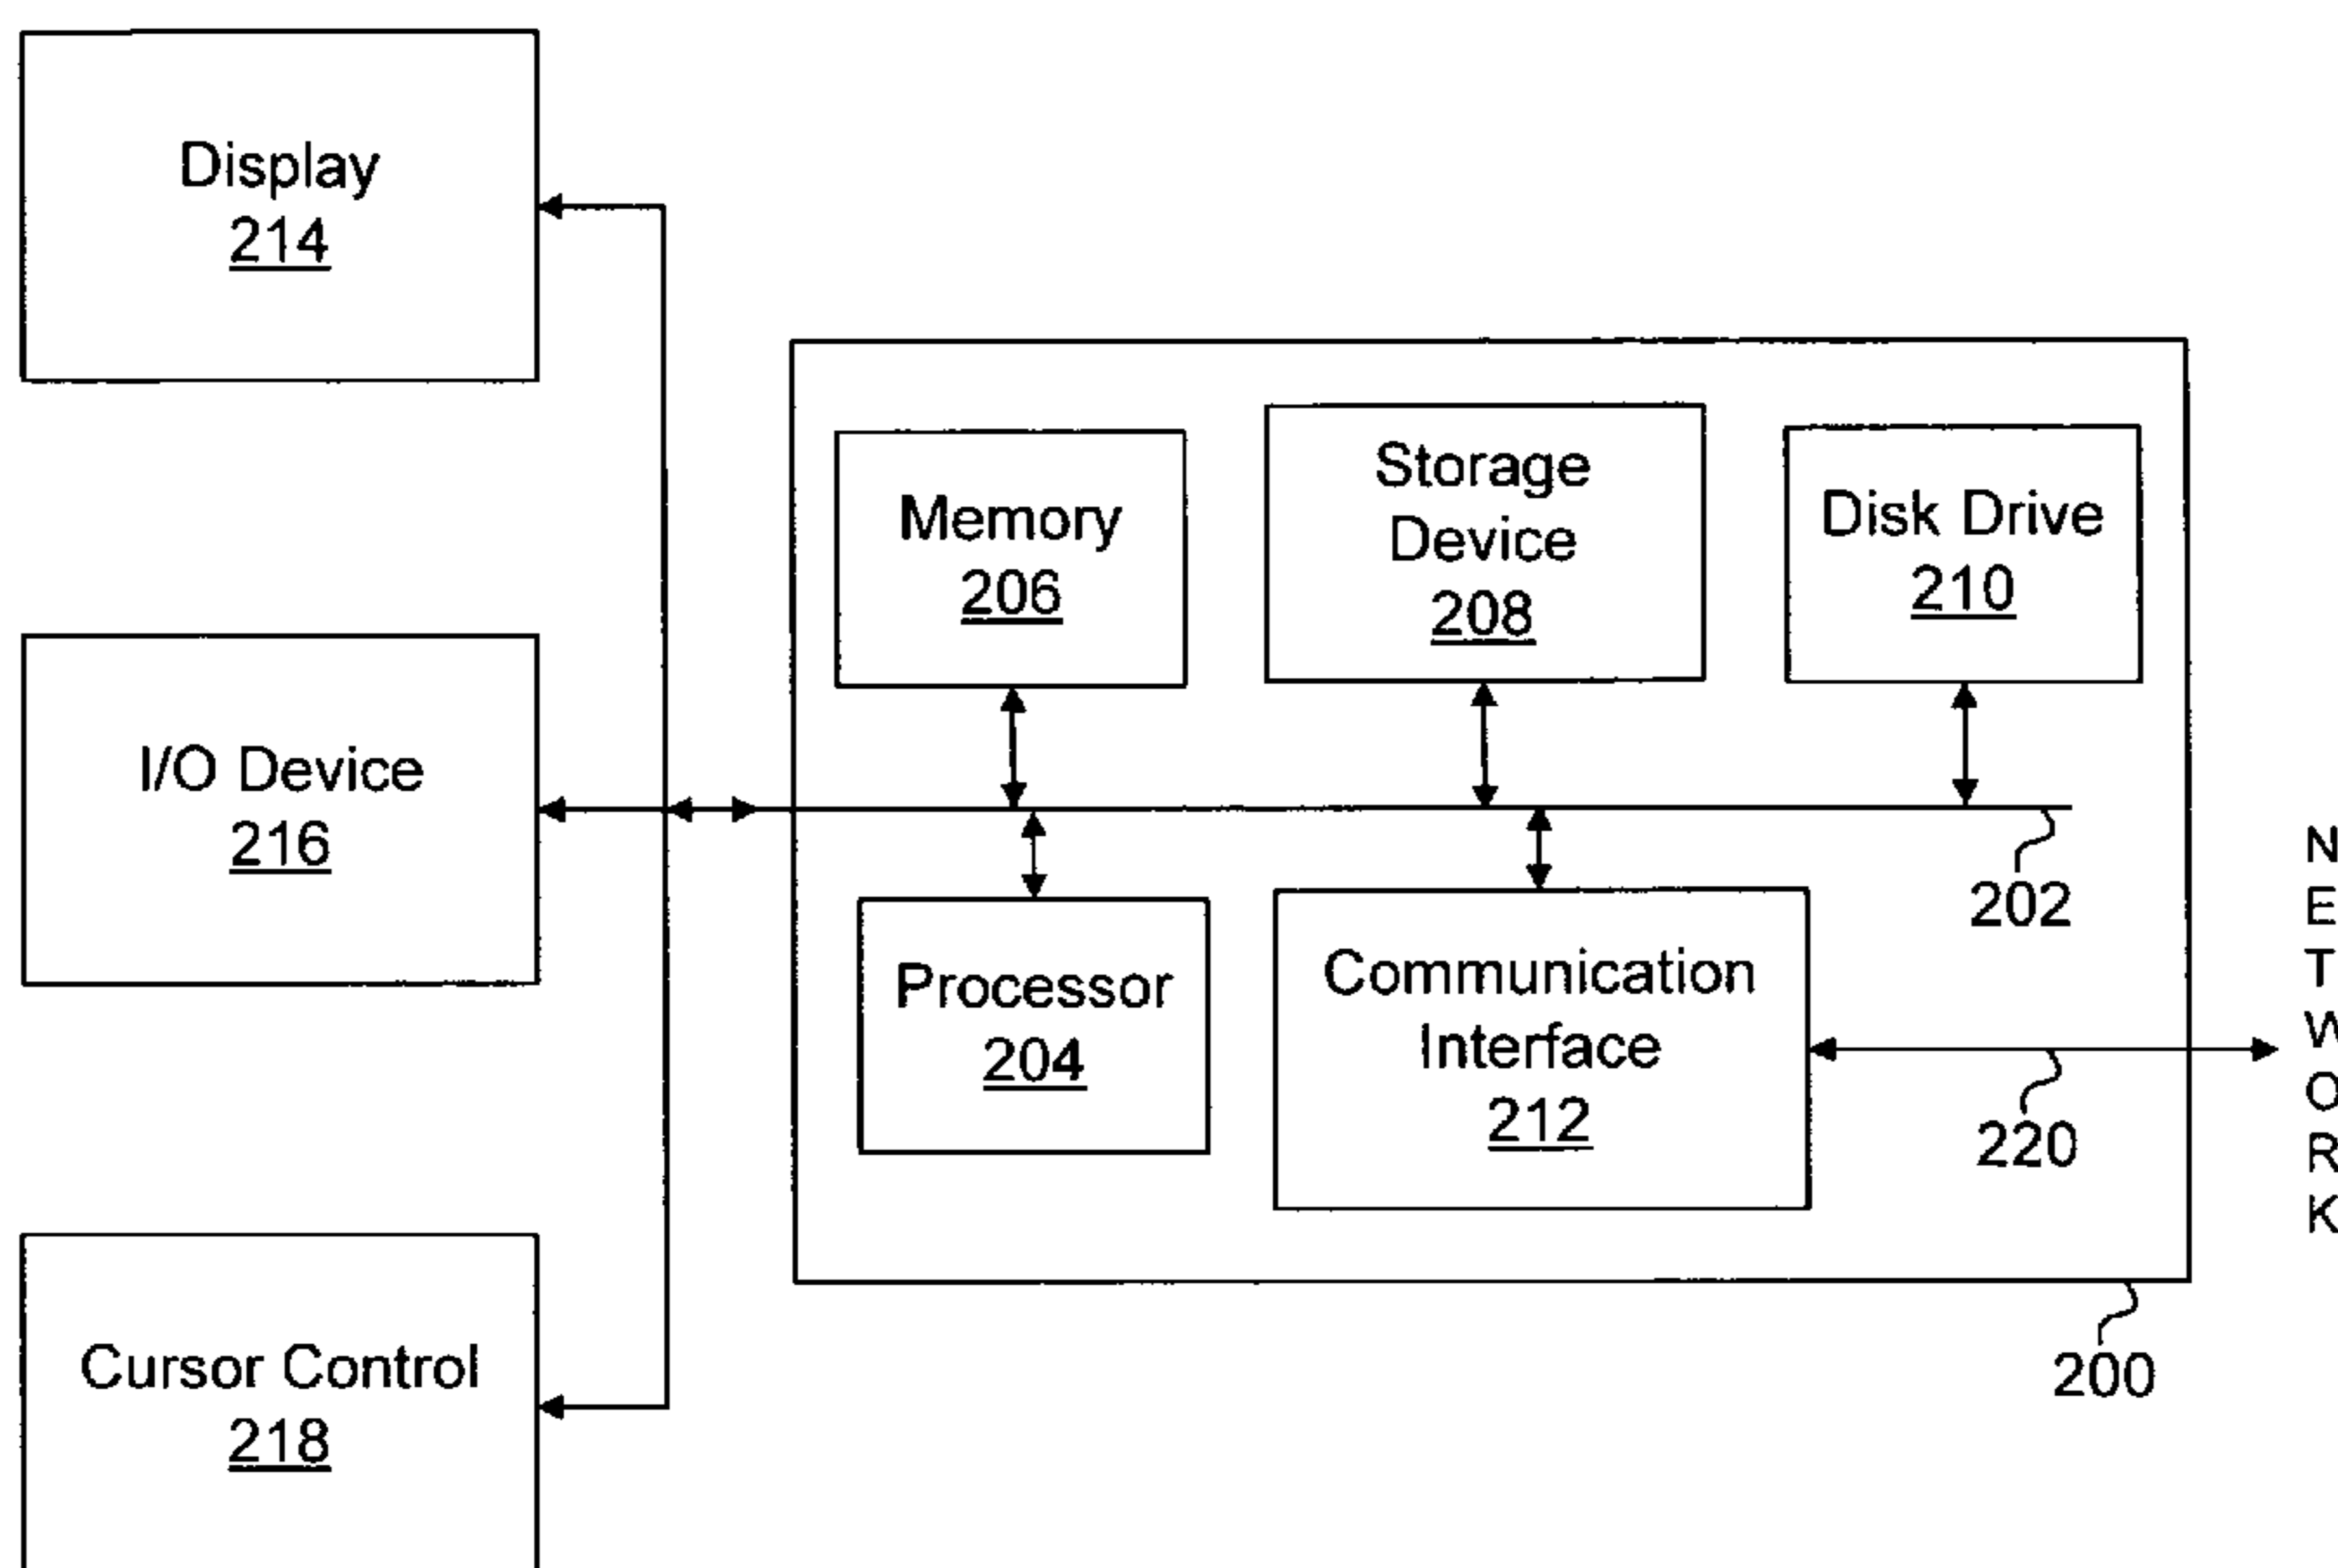 Display
214
Memory
206
Storage
Device
208
Disk Drive
210
I/O Device
216
202
Processor
204
Communication
Interface
212
220
N
E
T
W
O
R
K
Cursor Control
218
200